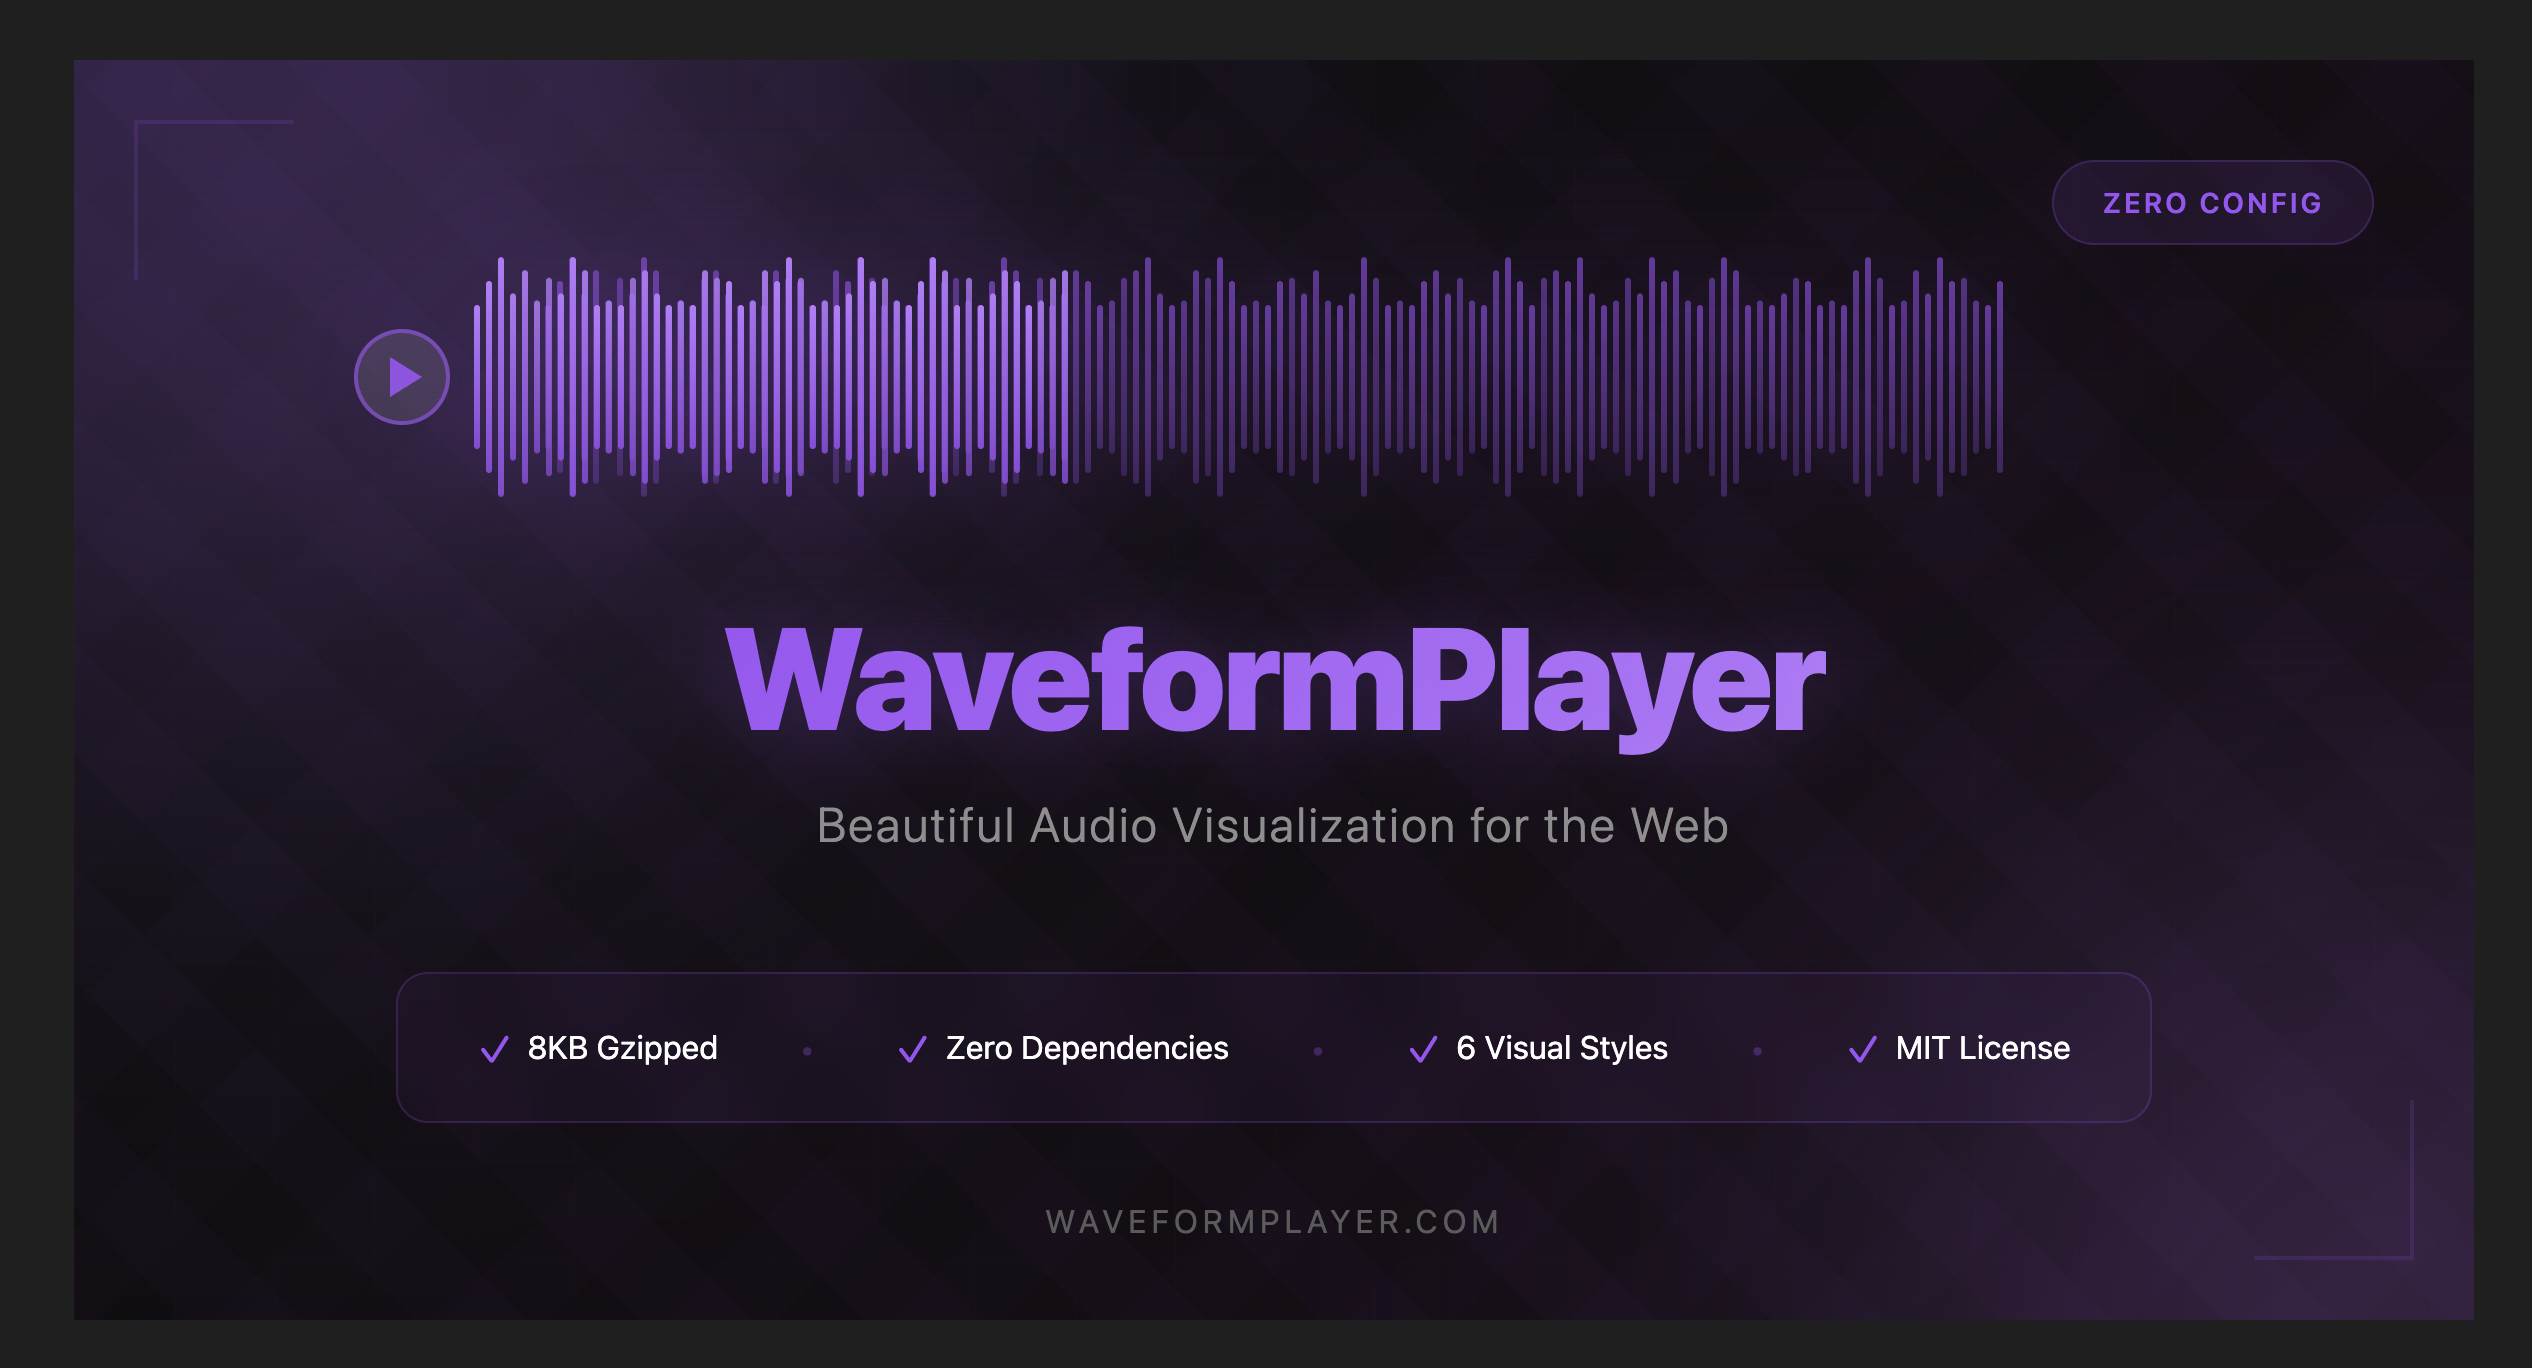 ZERO CONFIG
WaveformPlayer
Beautiful Audio Visualization for the Web
8KB Gzipped • Zero Dependencies • 6 Visual Styles • MIT License
WAVEFORMPLAYER.COM